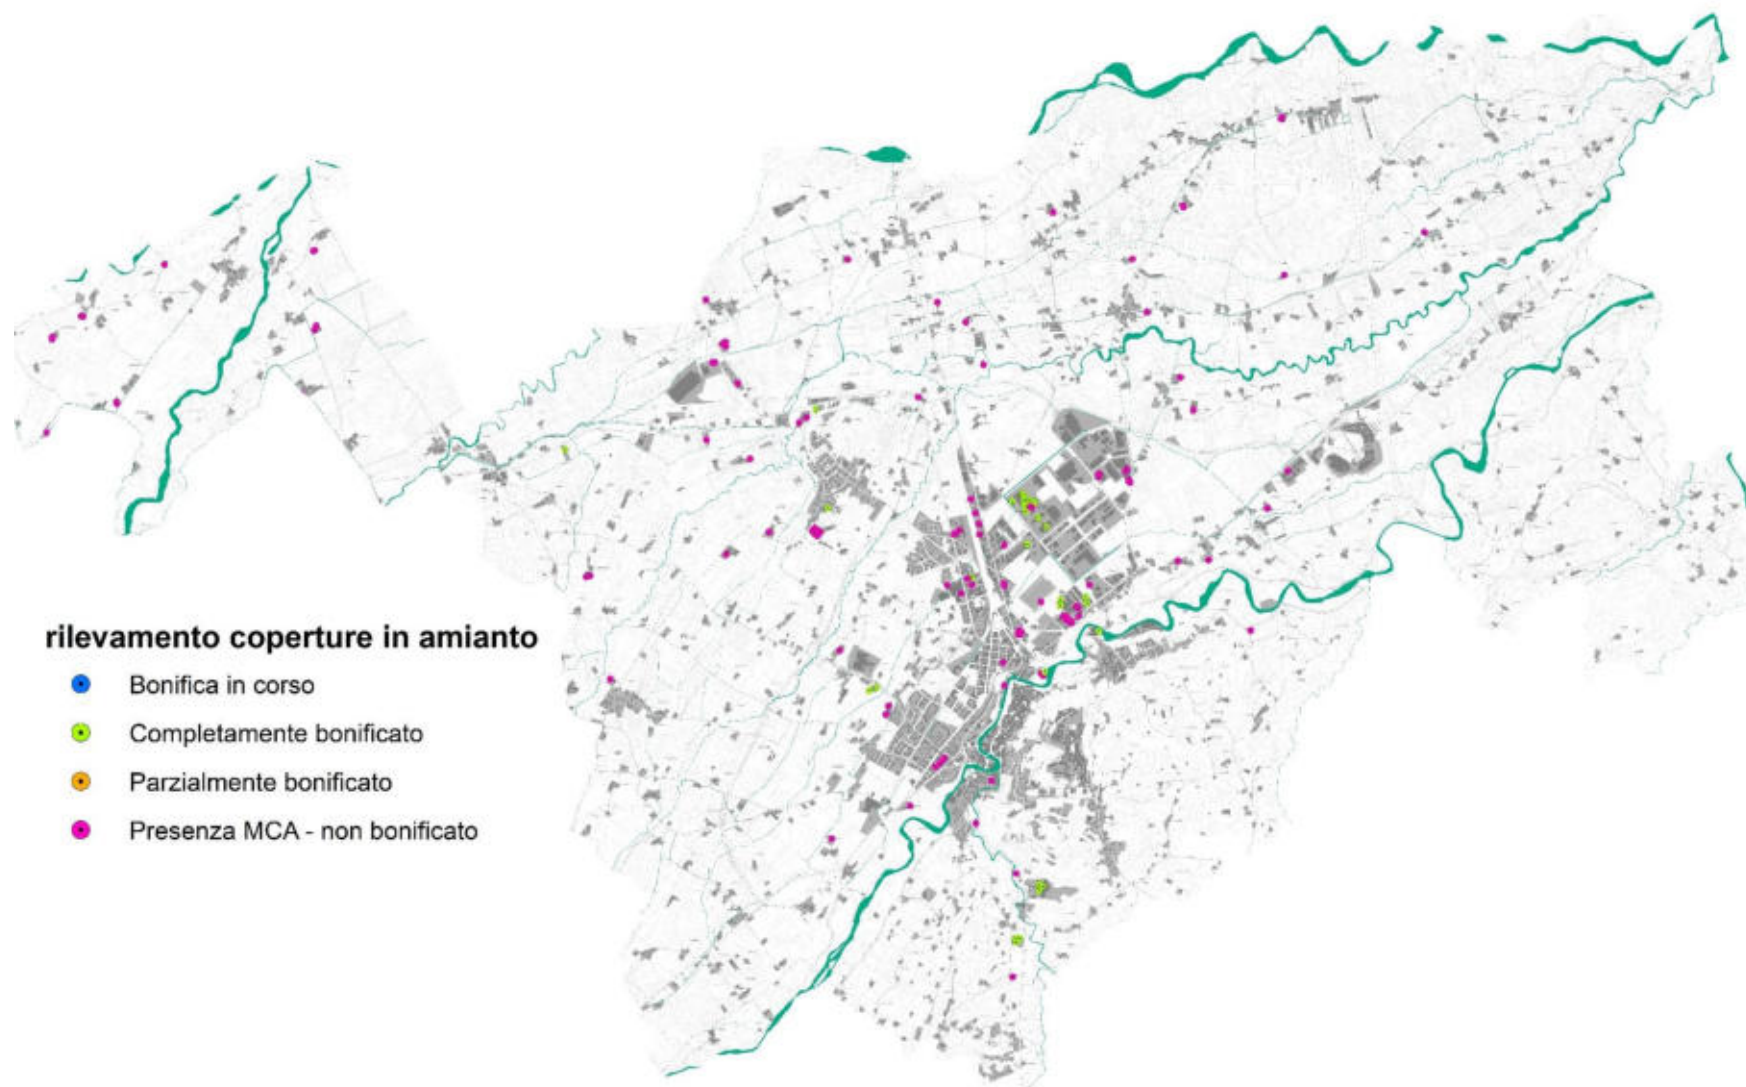 rilevamento coperture in amianto
Bonifica in corso
Completamente bonificato
Parzialmente bonificato
Presenza MCA - non bonificato